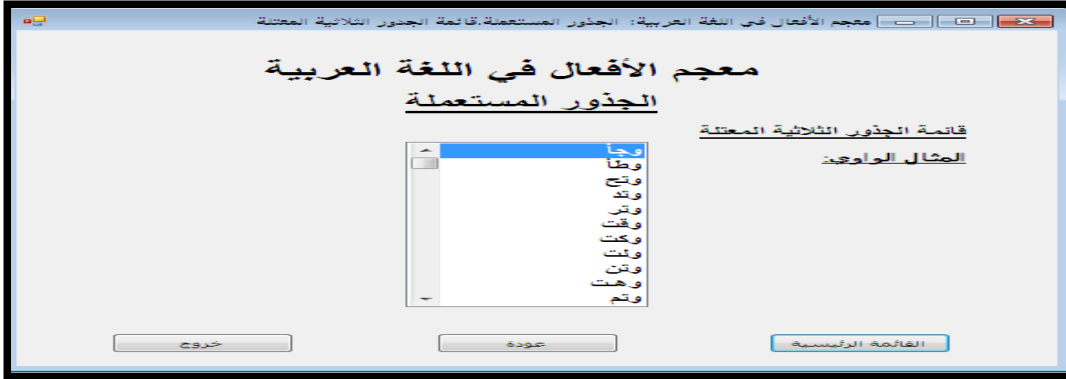 معجم الأفعال في اللغة العربية: الجذور المستعملة.قائمة الجذور الثلاثية المعتلة
معجم الأفعال في اللغة العربية
الجذور المستعملة
قائمة الجذور الثلاثية المعتلة
المثال الواوي:
وجأ
وطأ
وتح
وتد
وتر
وقت
وكت
ولت
وتن
وهت
وتم
القائمة الرئيسية
عودة
خروج